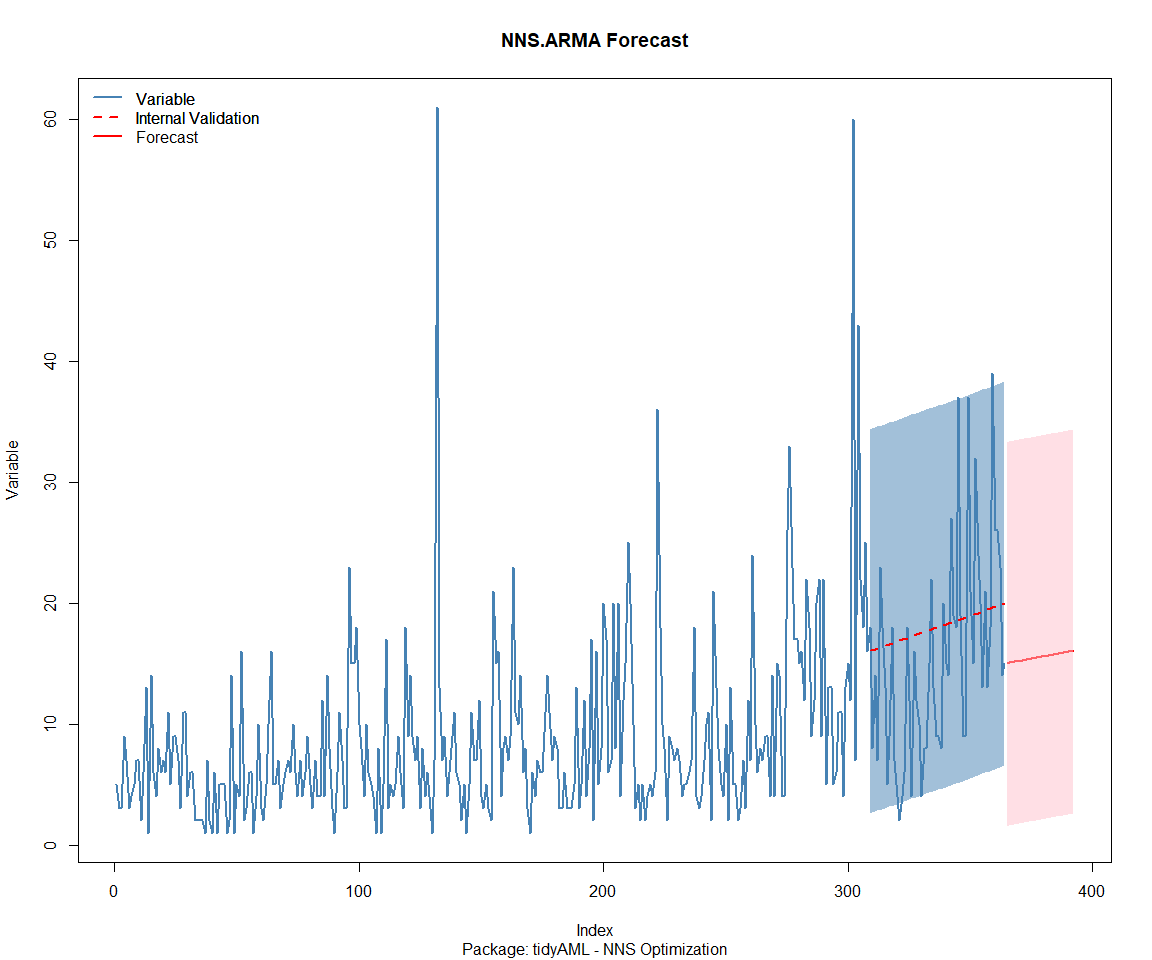 NNS.ARMA Forecast
Variable
Internal Validation
Forecast
60
50
40
30
20
10
0
Variable
0 100 200 300 400
Index
Package: tidyAML - NNS Optimization